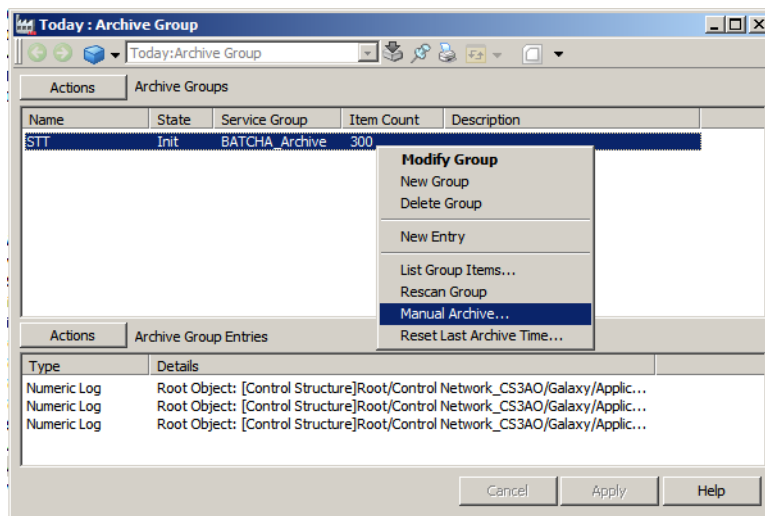 Today : Archive Group
Today:Archive Group
Actions Archive Groups
Name State Service Group Item Count Description
STT Init BATCHA_Archive 300
Modify Group
New Group
Delete Group
New Entry
List Group Items...
Rescan Group
Manual Archive...
Reset Last Archive Time...
Actions Archive Group Entries
Type Details
Numeric Log Root Object: [Control Structure]Root/Control Network_CS3AO/Galaxy/Applic...
Numeric Log Root Object: [Control Structure]Root/Control Network_CS3AO/Galaxy/Applic...
Numeric Log Root Object: [Control Structure]Root/Control Network_CS3AO/Galaxy/Applic...
Cancel Apply Help